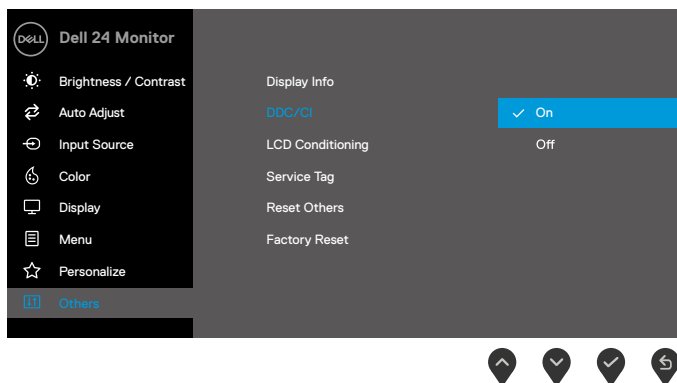 DELL Dell 24 Monitor
Brightness / Contrast
Auto Adjust
Input Source
Color
Display
Menu
Personalize
Others
Display Info
DDC/CI
LCD Conditioning
Service Tag
Reset Others
Factory Reset
On
Off